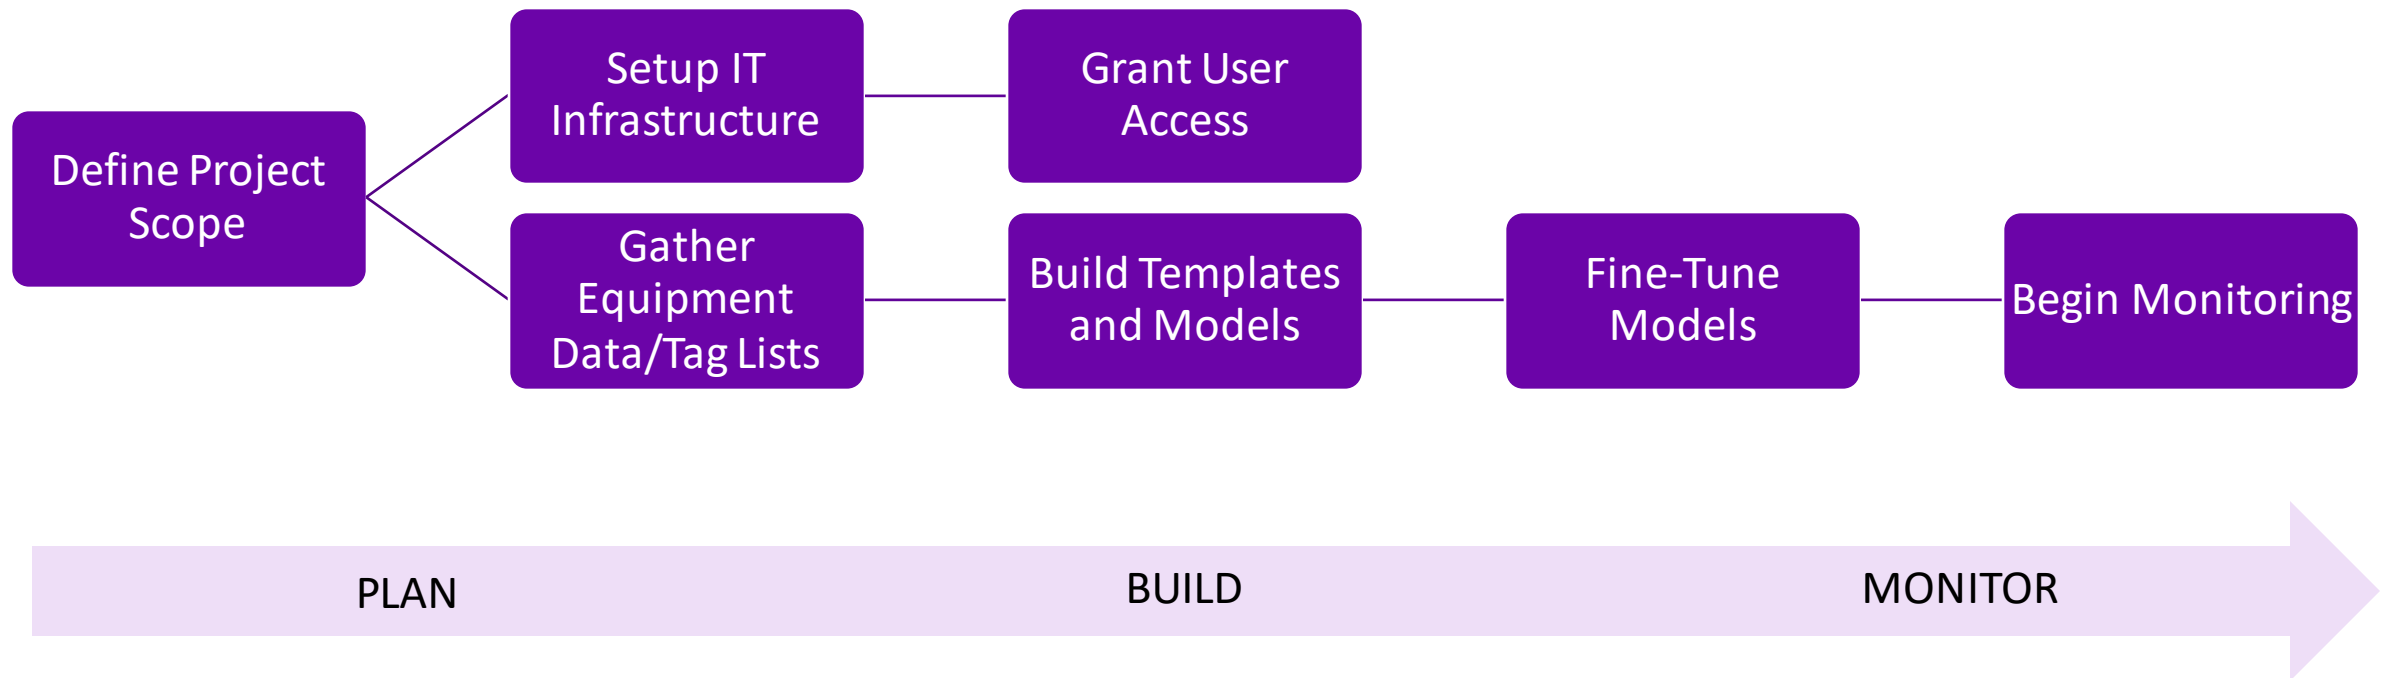 Define Project
Scope
Setup IT
Infrastructure
Grant User
Access
Gather
Equipment
Data/Tag Lists
Build Templates
and Models
Fine-Tune
Models
Begin Monitoring
PLAN
BUILD
MONITOR